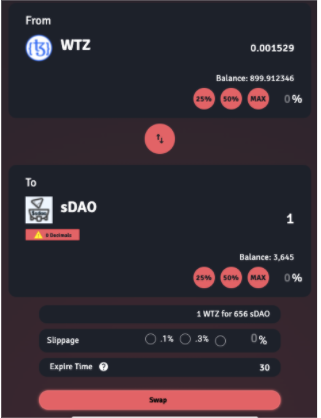 From
WTZ
0.001529
Balance: 899.912346
25% 50% MAX 0%
To
sDAO
⚠ 0 Decimals
1
Balance: 3,645
25% 50% MAX 0%
1 WTZ for 656 sDAO
Slippage .1% .3% 0%
Expire Time ? 30
Swap